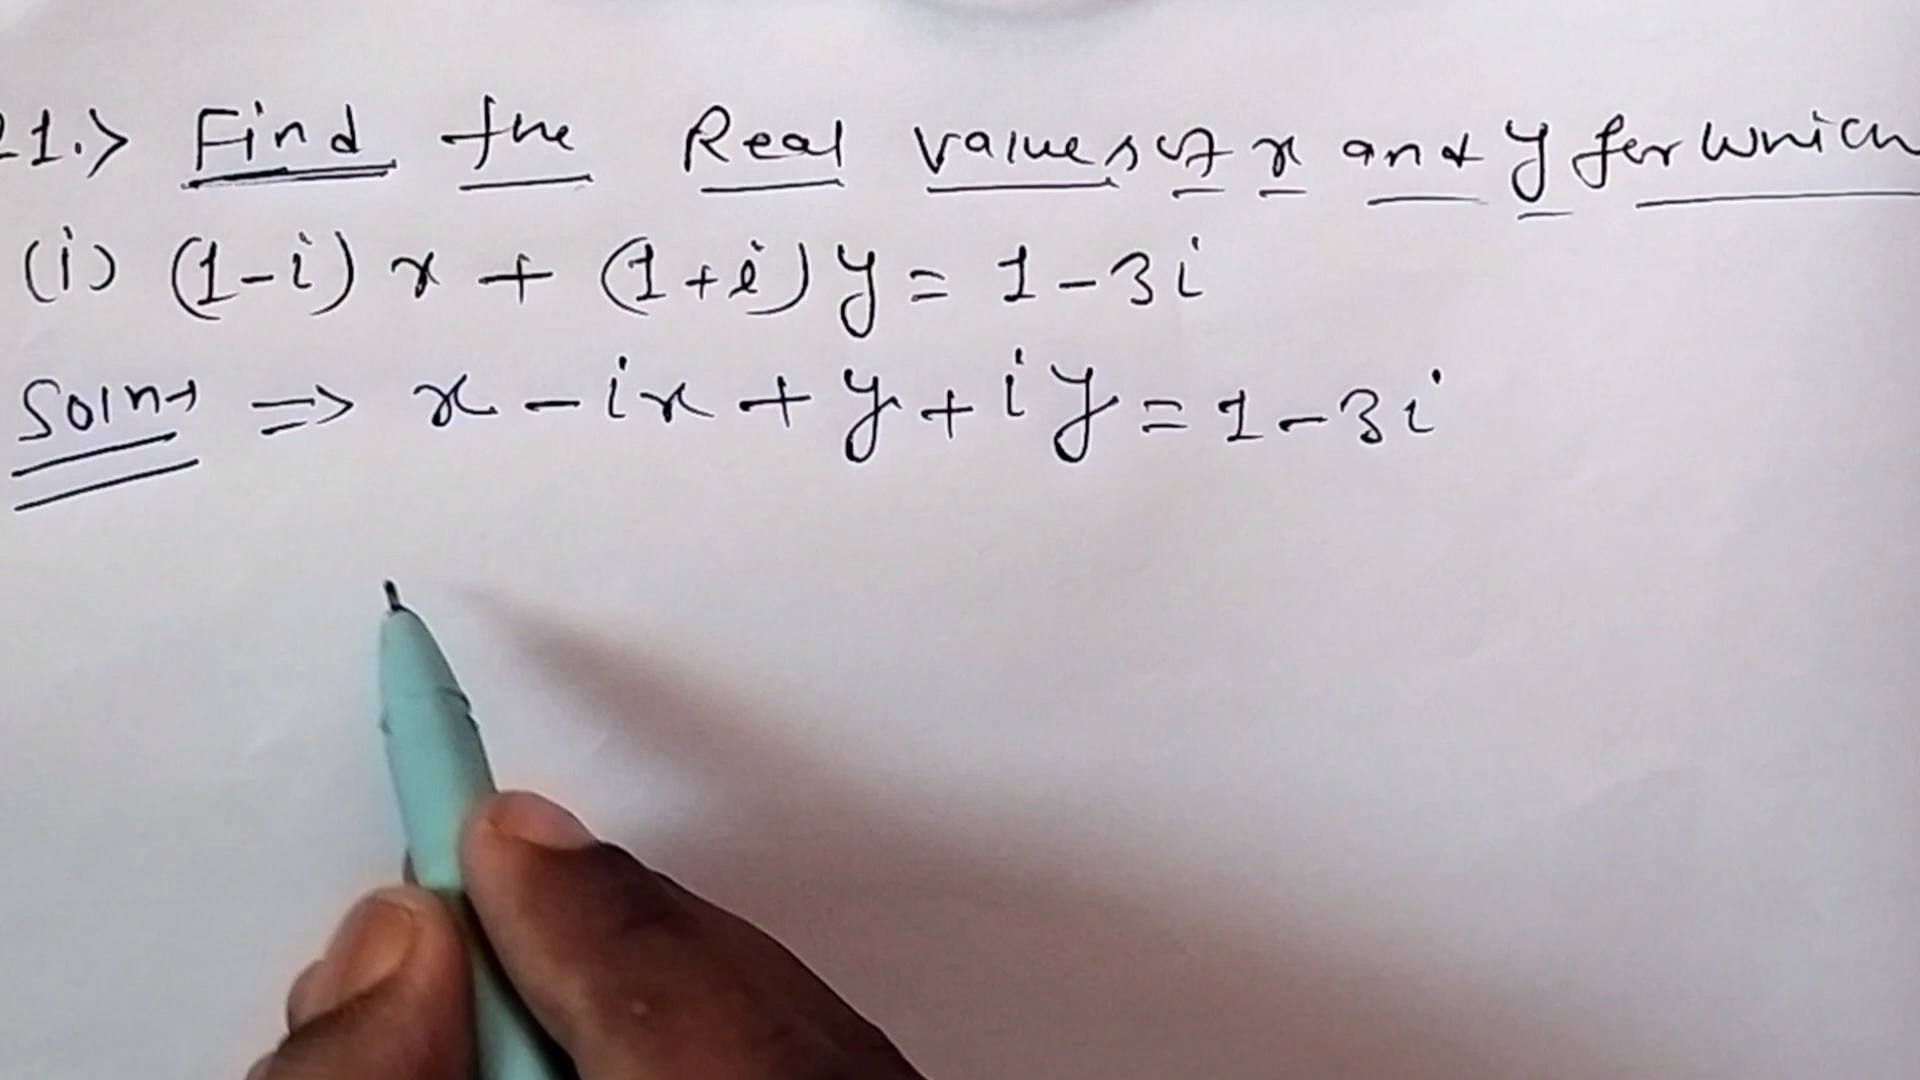 1.> Find the Real values of x and y for which
(i) (1-i) x + (1+i) y = 1-3i
Soln → ⇒ x - ix + y + iy = 1-3i